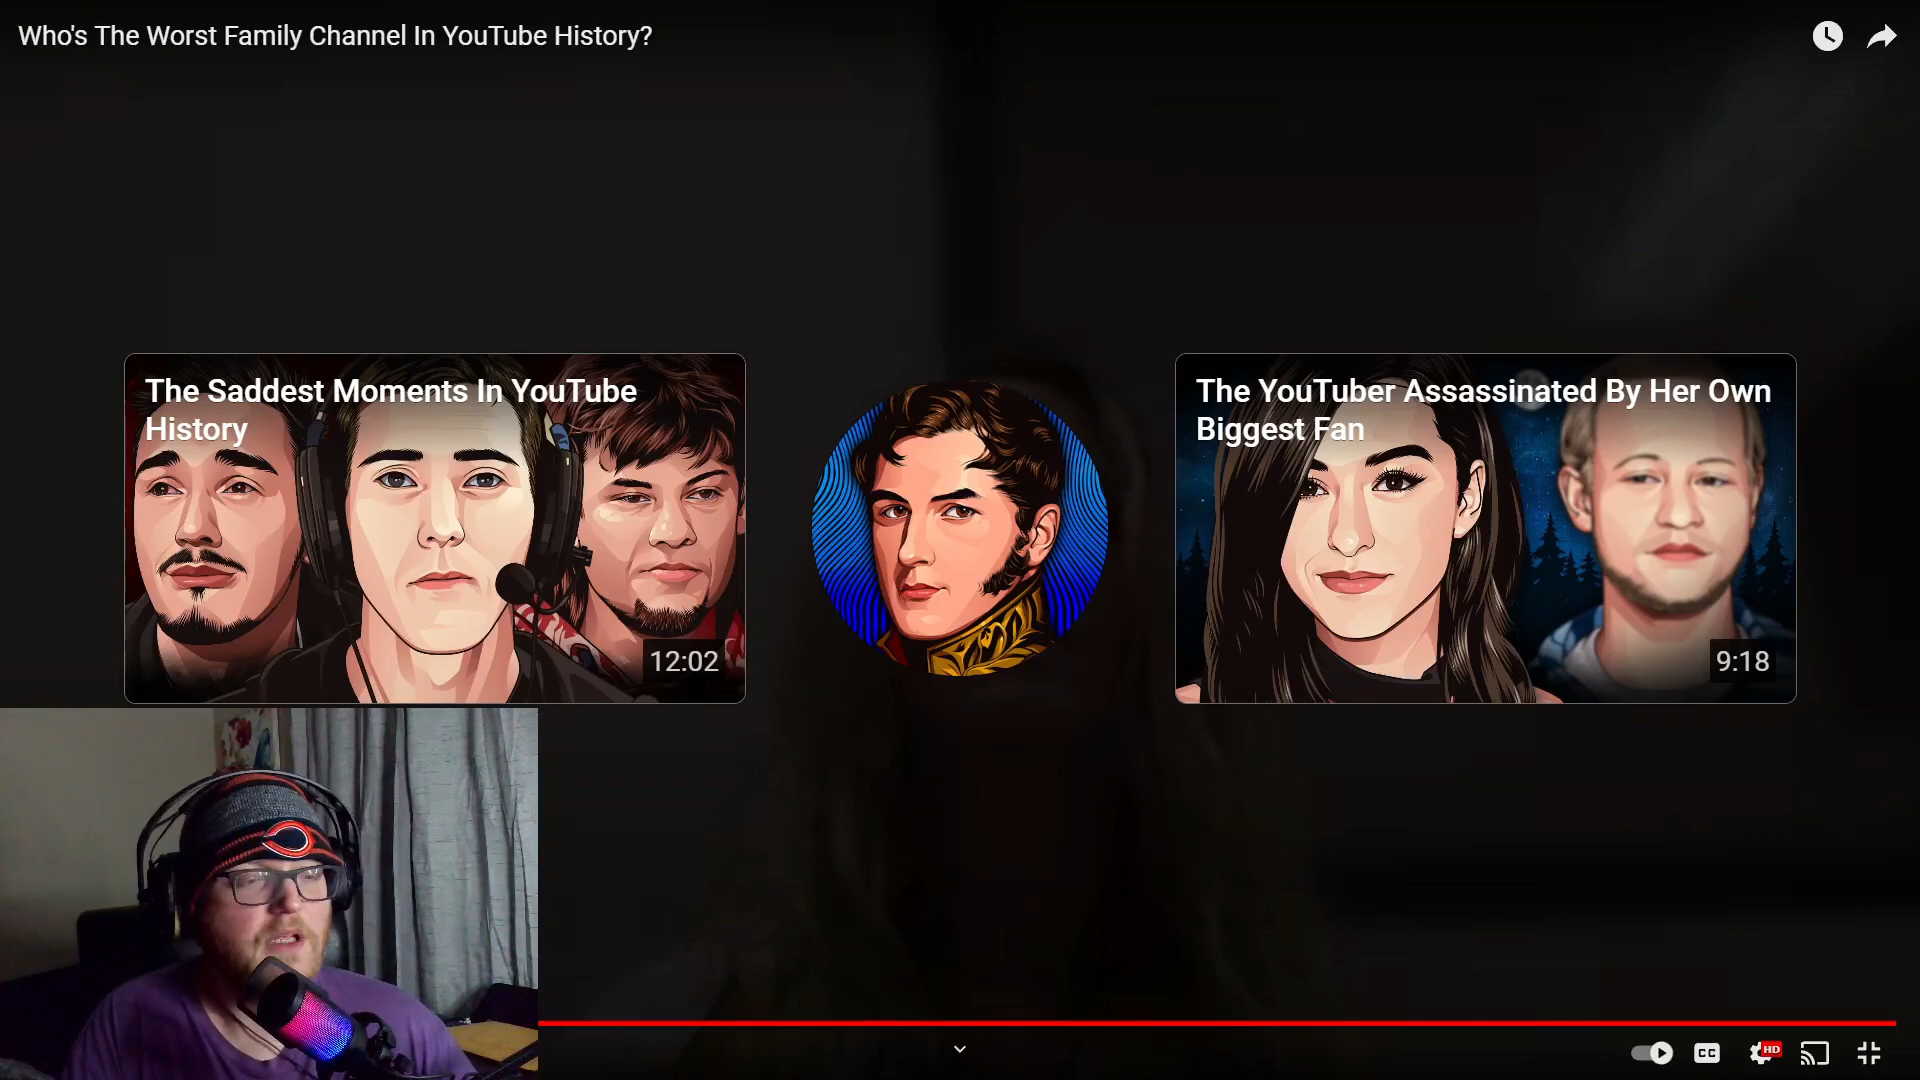 Who's The Worst Family Channel In YouTube History?
The Saddest Moments In YouTube
History
12:02
The YouTuber Assassinated By Her Own
Biggest Fan
9:18
CC
HD